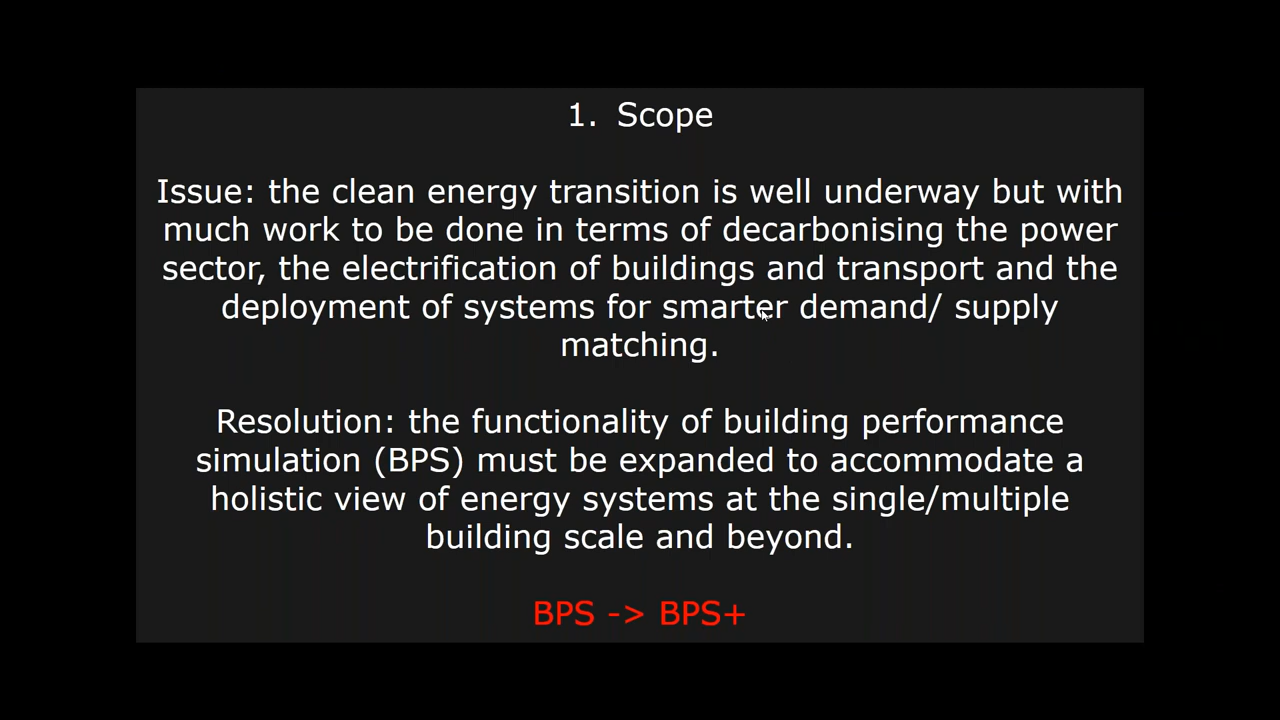 1. Scope
Issue: the clean energy transition is well underway but with
much work to be done in terms of decarbonising the power
sector, the electrification of buildings and transport and the
deployment of systems for smarter demand/ supply
matching.
Resolution: the functionality of building performance
simulation (BPS) must be expanded to accommodate a
holistic view of energy systems at the single/multiple
building scale and beyond.
BPS -> BPS+